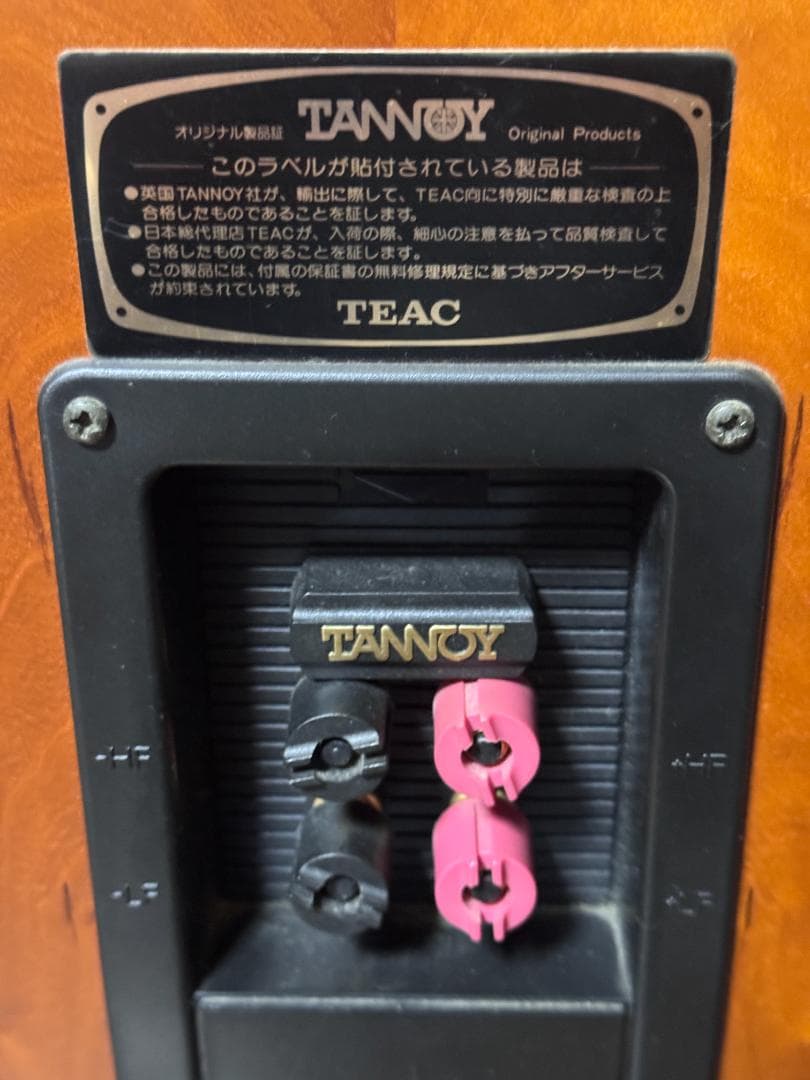 オリジナル製品証 TANNOY Original Products
このラベルが貼付されている製品は
●英国TANNOY社が、輸出に際して、TEAC向に特別に厳重な検査の上
合格したものであることを証します。
●日本総代理店TEACが、入荷の際、細心の注意を払って品質検査して
合格したものであることを証します。
●この製品には、付属の保証書の無料修理規定に基づきアフターサービス
が約束されています。
TEAC
TANNOY
-HF +HF
-LF +LF